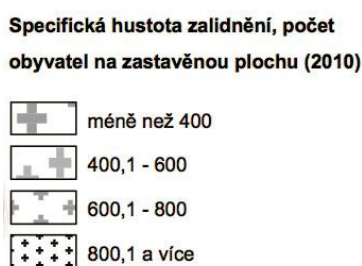 Specifická hustota zalidnění, počet
obyvatel na zastavěnou plochu (2010)
méně než 400
400,1 - 600
600,1 - 800
800,1 a více